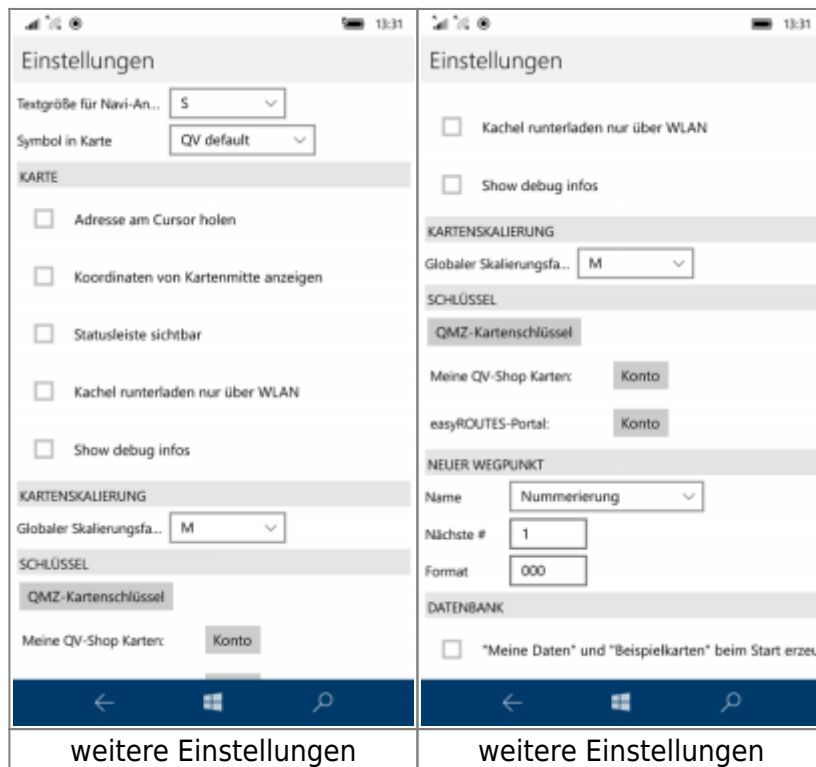 13:31
Einstellungen
Textgröße für Navi-An... S
Symbol in Karte QV default
KARTE
Adresse am Cursor holen
Koordinaten von Kartenmitte anzeigen
Statusleiste sichtbar
Kachel runterladen nur über WLAN
Show debug infos
KARTENSKALIERUNG
Globaler Skalierungsfa... M
SCHLÜSSEL
QMZ-Kartenschlüssel
Meine QV-Shop Karten: Konto
weitere Einstellungen
13:31
Einstellungen
Kachel runterladen nur über WLAN
Show debug infos
KARTENSKALIERUNG
Globaler Skalierungsfa... M
SCHLÜSSEL
QMZ-Kartenschlüssel
Meine QV-Shop Karten: Konto
easyROUTES-Portal: Konto
NEUER WEGPUNKT
Name Nummerierung
Nächste # 1
Format 000
DATENBANK
"Meine Daten" und "Beispielkarten" beim Start erzeu
weitere Einstellungen